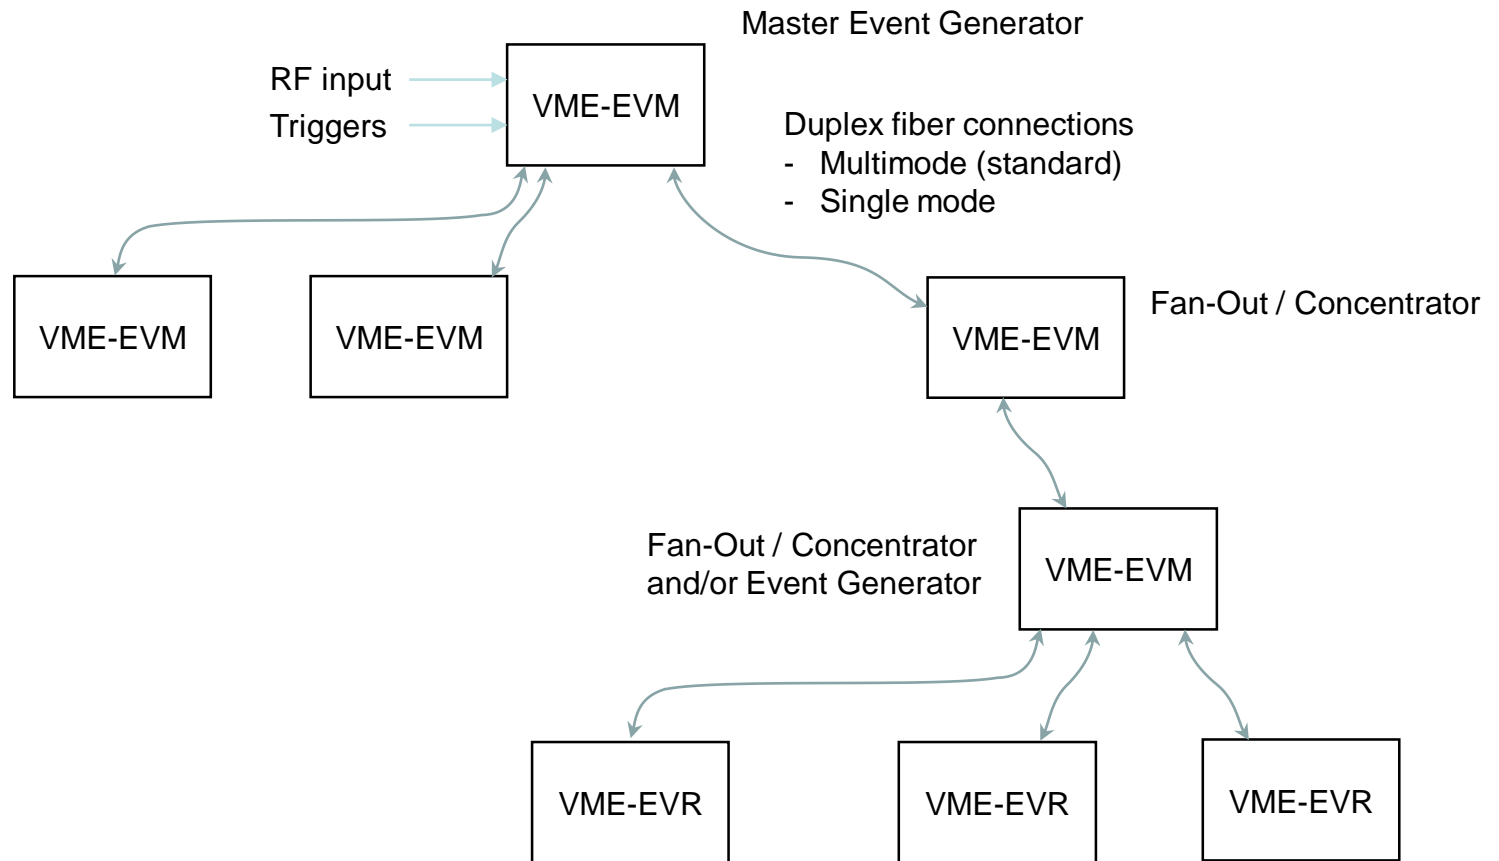 Master Event Generator
RF input
Triggers
VME-EVM
Duplex fiber connections
- Multimode (standard)
- Single mode
VME-EVM
VME-EVM
VME-EVM
Fan-Out / Concentrator
Fan-Out / Concentrator
and/or Event Generator
VME-EVM
VME-EVR
VME-EVR
VME-EVR